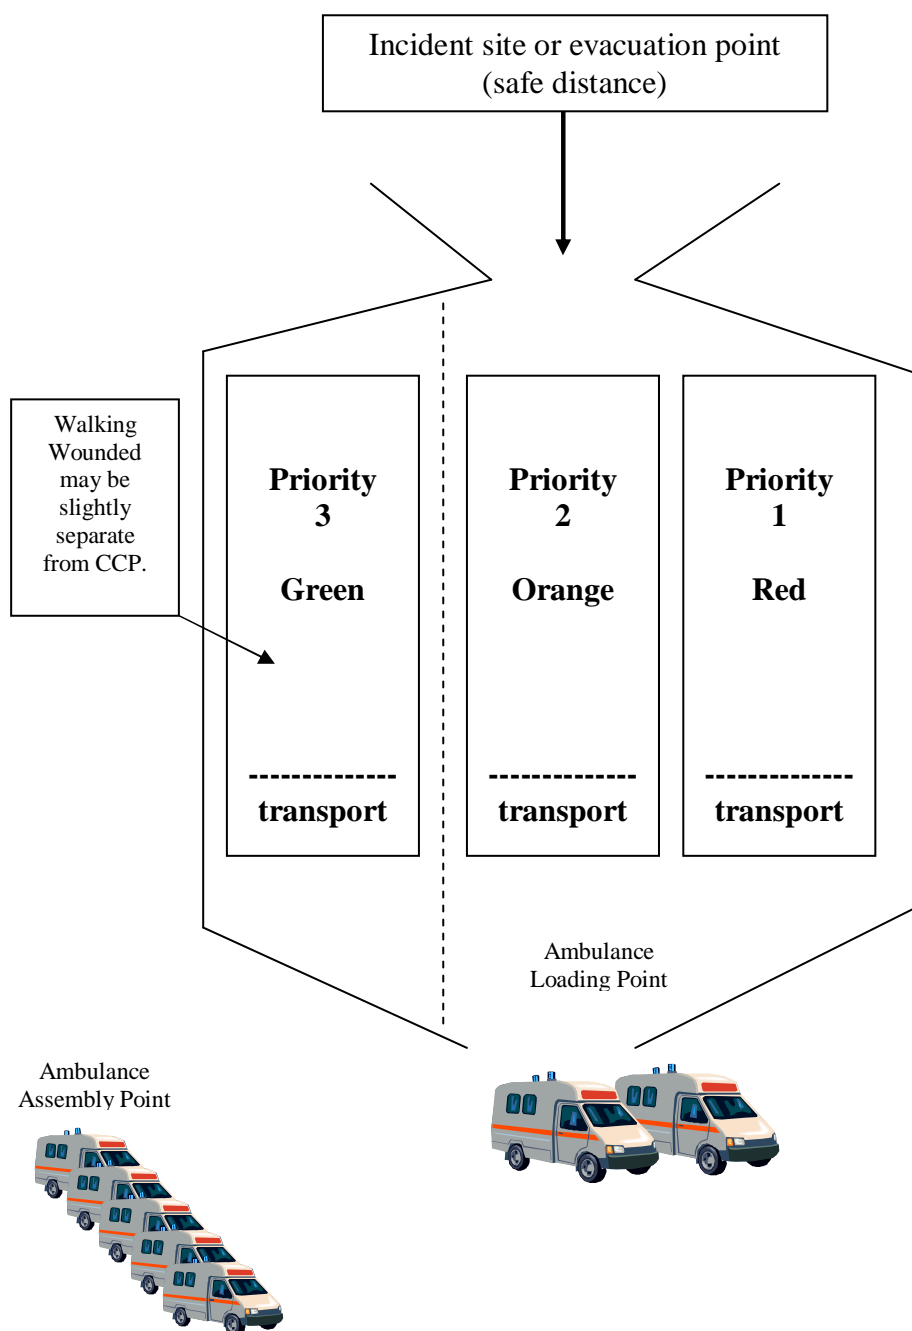 Incident site or evacuation point
(safe distance)
Walking
Wounded
may be
slightly
separate
from CCP.
Priority
3
Green
transport
Priority
2
Orange
transport
Priority
1
Red
transport
Ambulance
Loading Point
Ambulance
Assembly Point